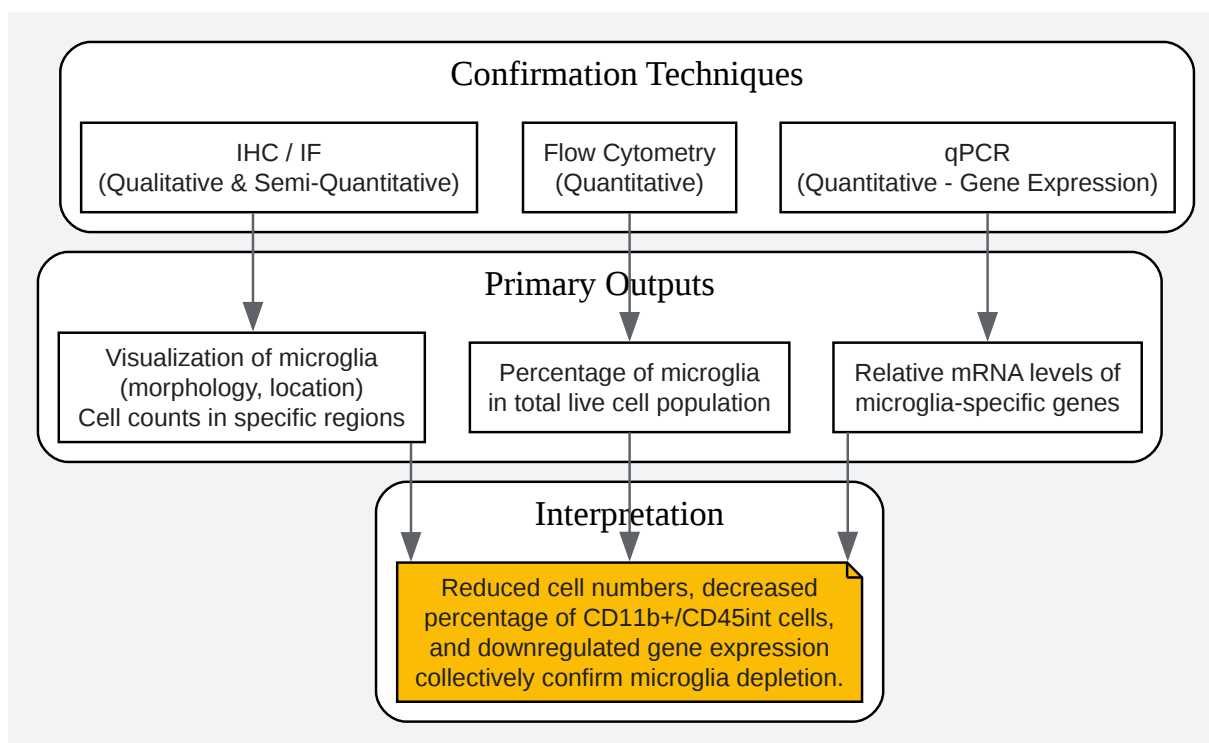 Confirmation Techniques
IHC / IF
(Qualitative & Semi-Quantitative)
Flow Cytometry
(Quantitative)
qPCR
(Quantitative - Gene Expression)
Primary Outputs
Visualization of microglia
(morphology, location)
Cell counts in specific regions
Percentage of microglia
in total live cell population
Relative mRNA levels of
microglia-specific genes
Interpretation
Reduced cell numbers, decreased
percentage of CD11b+/CD45int cells,
and downregulated gene expression
collectively confirm microglia depletion.